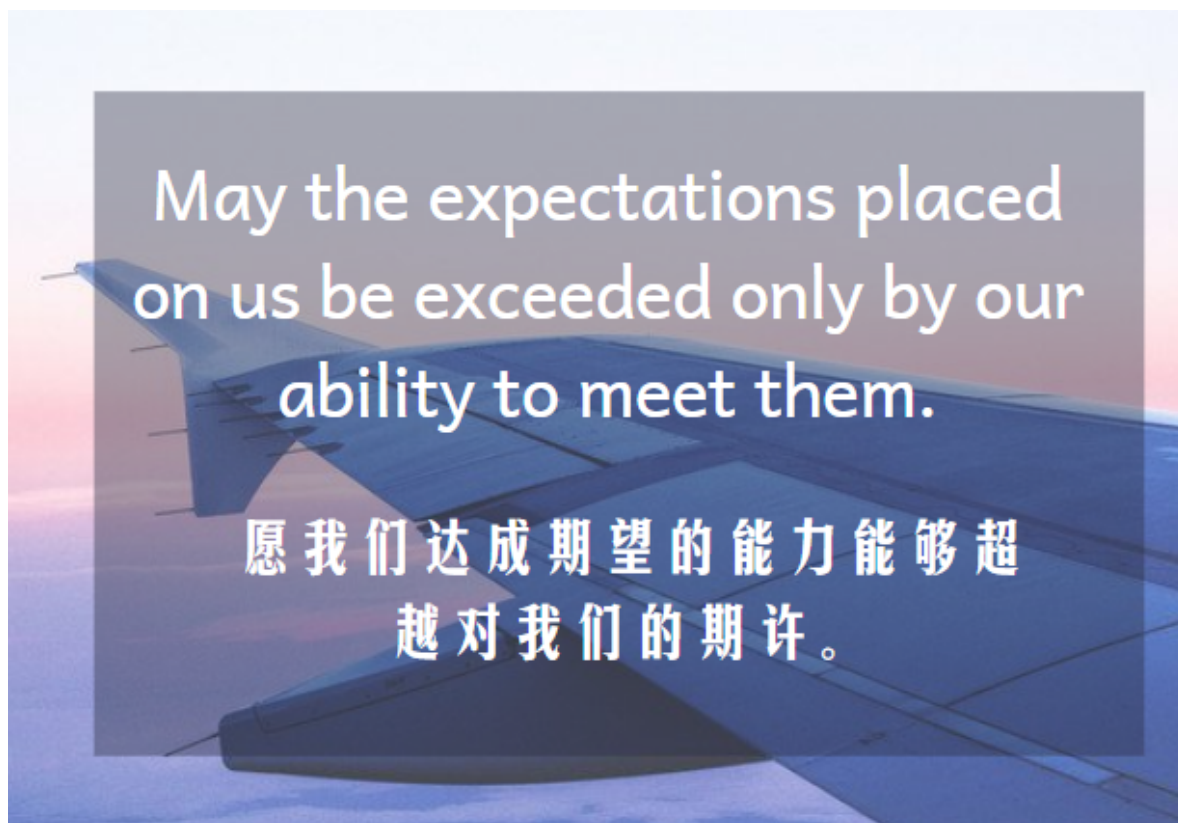 May the expectations placed
on us be exceeded only by our
ability to meet them.
愿我们达成期望的能力能够超
越对我们的期许。